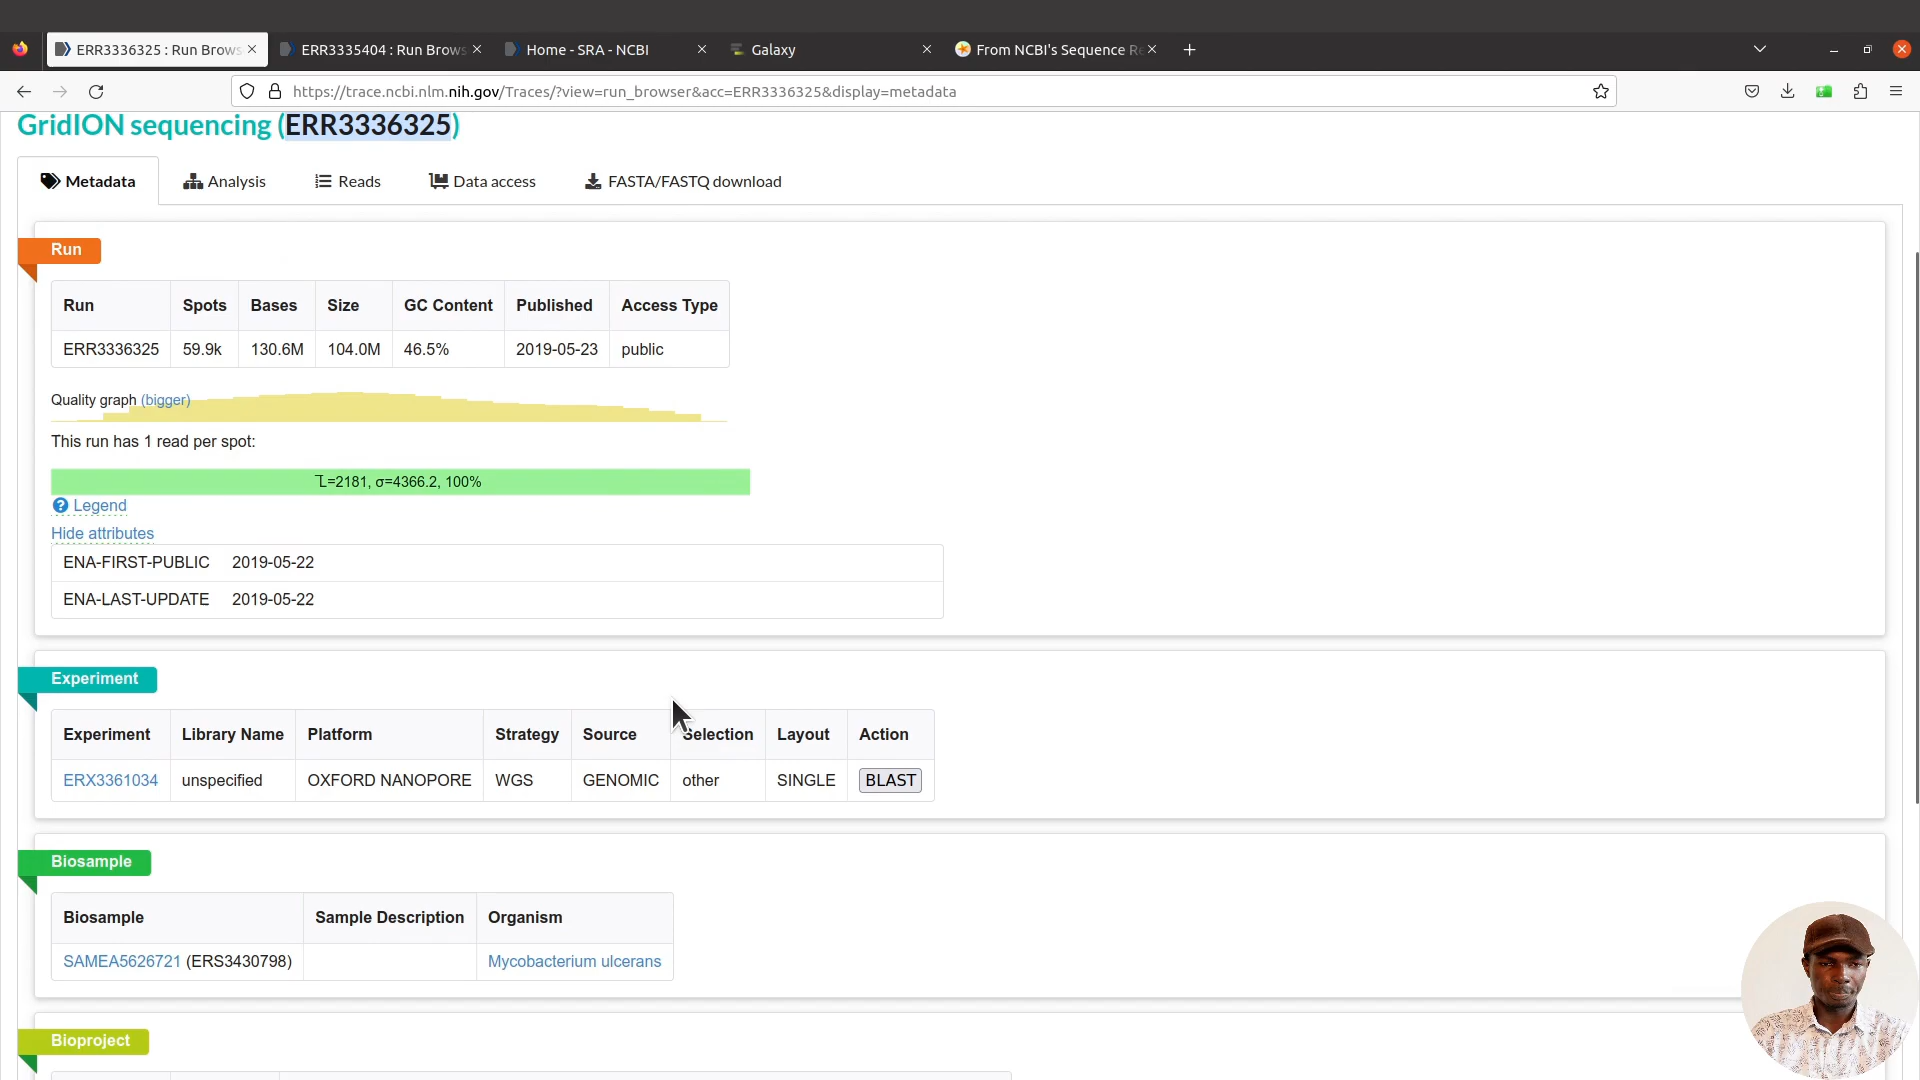 ERR3336325 : Run Brows
ERR3335404 : Run Brows
Home - SRA - NCBI
Galaxy
From NCBI's Sequence Re
https://trace.ncbi.nlm.nih.gov/Traces/?view=run_browser&acc=ERR3336325&display=metadata
GridION sequencing (ERR3336325)
Metadata Analysis Reads Data access FASTA/FASTQ download
Run
Run Spots Bases Size GC Content Published Access Type
ERR3336325 59.9k 130.6M 104.0M 46.5% 2019-05-23 public
Quality graph (bigger)
This run has 1 read per spot:
L̅=2181, σ=4366.2, 100%
Legend
Hide attributes
ENA-FIRST-PUBLIC 2019-05-22
ENA-LAST-UPDATE 2019-05-22
Experiment
Experiment Library Name Platform Strategy Source Selection Layout Action
ERX3361034 unspecified OXFORD NANOPORE WGS GENOMIC other SINGLE BLAST
Biosample
Biosample Sample Description Organism
SAMEA5626721 (ERS3430798) Mycobacterium ulcerans
Bioproject